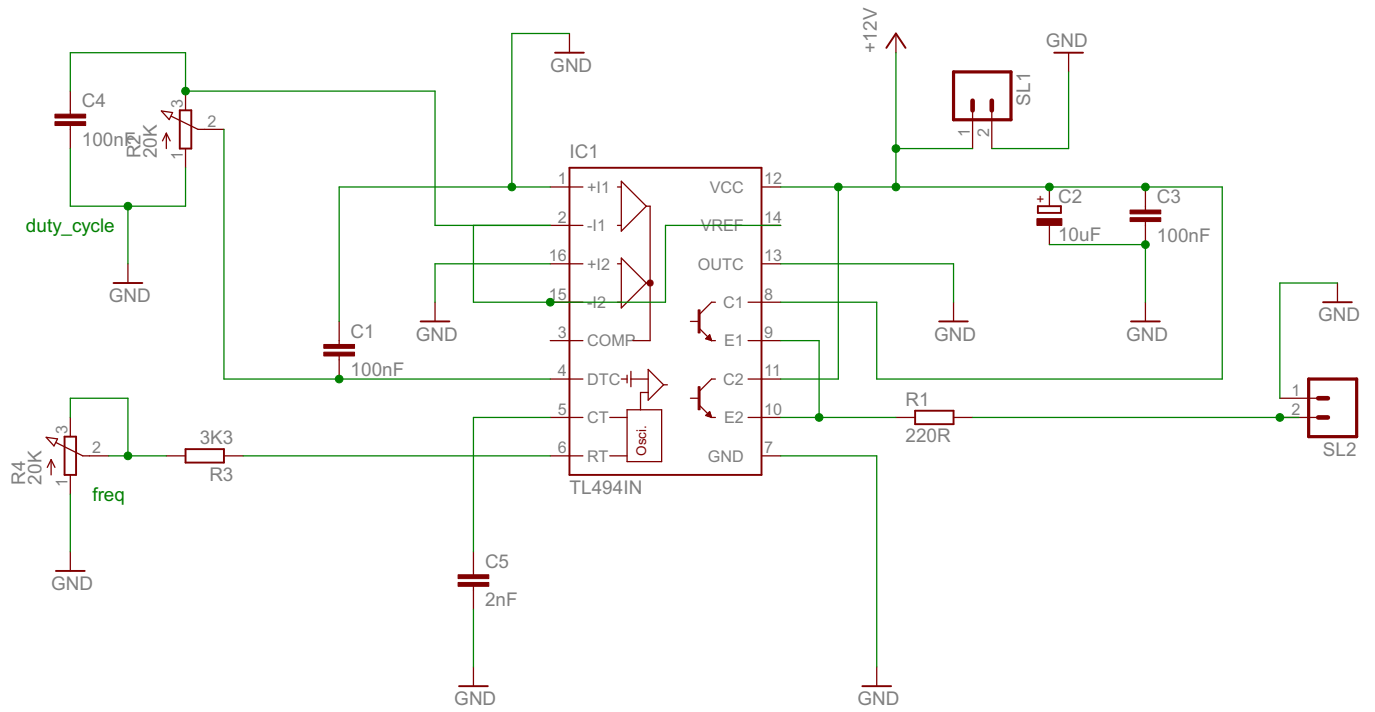 +12V
GND
SL1
1
2
GND
C4
100nF
R2
20K
3
2
1
duty_cycle
GND
IC1
1
+I1
2
-I1
16
+I2
15
-I2
3
COMP
4
DTC
5
CT
6
RT
Osci.
VCC
12
VREF
14
OUTC
13
C1
8
E1
9
C2
11
E2
10
GND
7
TL494IN
GND
C1
100nF
+
C2
10uF
C3
100nF
GND
GND
GND
R1
220R
1
2
SL2
R4
20K
3
2
1
3K3
R3
freq
GND
C5
2nF
GND
GND